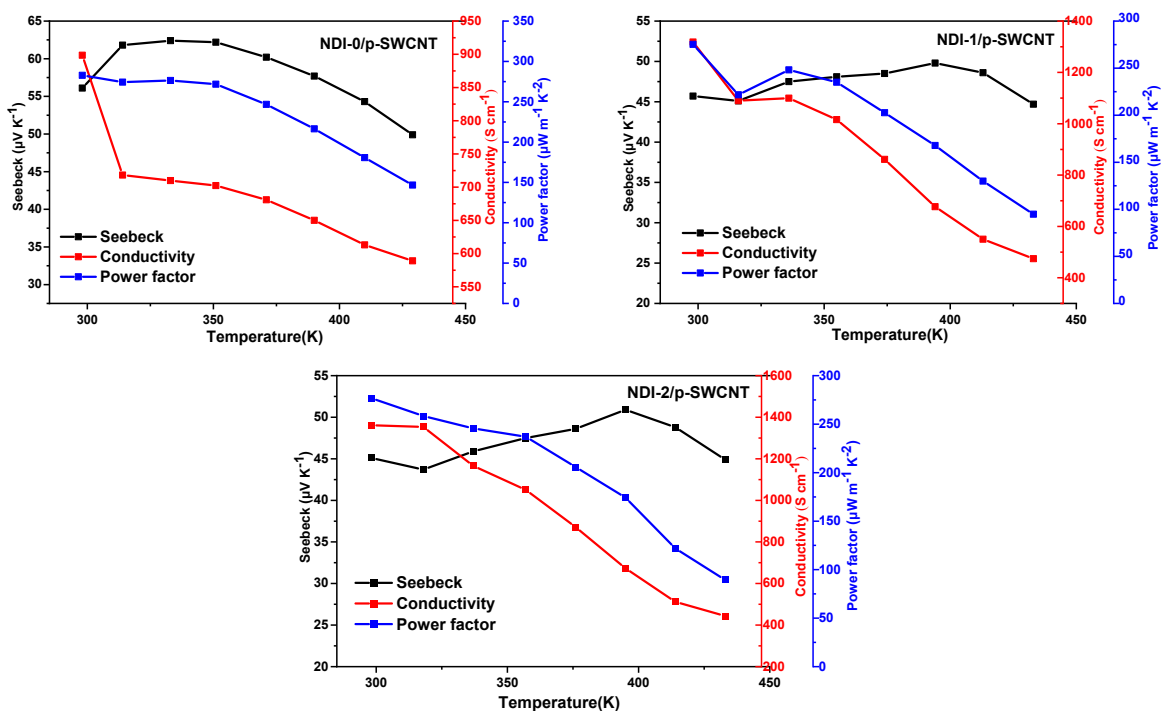 NDI-0/p-SWCNT
65
60
55
50
45
40
35
30
Seebeck (µV K⁻¹)
950
900
850
800
750
700
650
600
550
Conductivity (S cm⁻¹)
350
300
250
200
150
100
50
0
Power factor (µW m⁻¹ K⁻²)
Seebeck
Conductivity
Power factor
300 350 400 450
Temperature(K)
NDI-1/p-SWCNT
55
50
45
40
35
30
25
20
Seebeck (µV K⁻¹)
1400
1200
1000
800
600
400
Conductivity (S cm⁻¹)
300
250
200
150
100
50
0
Power factor (µW m⁻¹ K⁻²)
Seebeck
Conductivity
Power factor
300 350 400 450
Temperature(K)
NDI-2/p-SWCNT
55
50
45
40
35
30
25
20
Seebeck (µV K⁻¹)
1600
1400
1200
1000
800
600
400
200
Conductivity (S cm⁻¹)
300
250
200
150
100
50
0
Power factor (µW m⁻¹ K⁻²)
Seebeck
Conductivity
Power factor
300 350 400 450
Temperature(K)